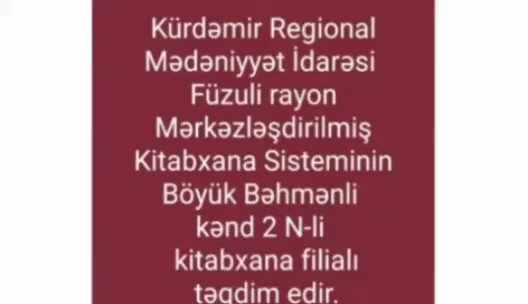 Kürdəmir Regional
Mədəniyyət İdarəsi
Füzuli rayon
Mərkəzləşdirilmiş
Kitabxana Sisteminin
Böyük Bəhmənli
kənd 2 N-li
kitabxana filialı
təqdim edir.